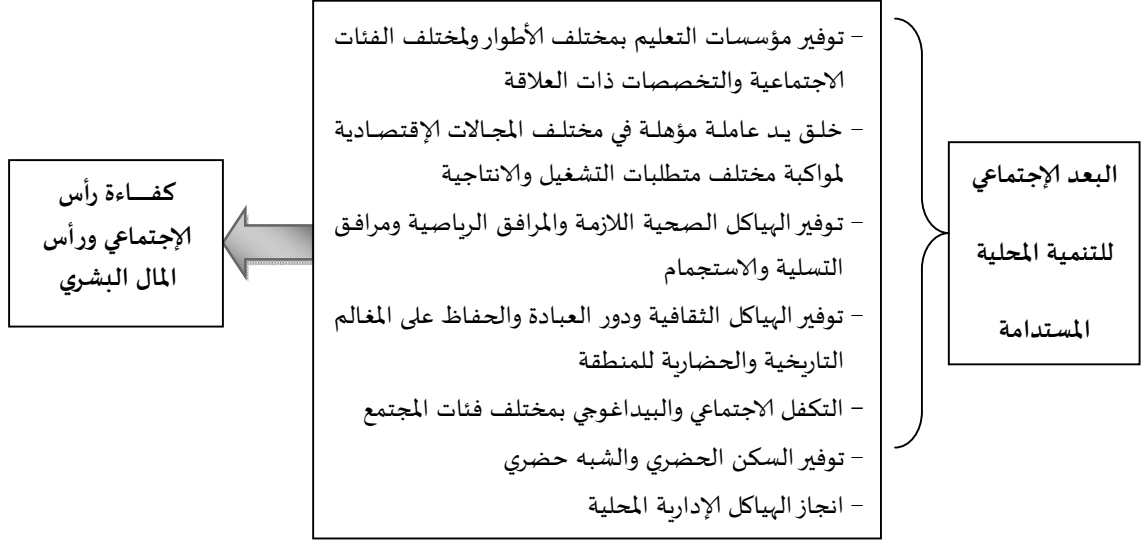 البعد الإجتماعي
للتنمية المحلية
المستدامة
– توفير مؤسسات التعليم بمختلف الأطوار ولمختلف الفئات
الاجتماعية والتخصصات ذات العلاقة
– خلق يد عاملة مؤهلة في مختلف المجالات الإقتصادية
لمواكبة مختلف متطلبات التشغيل والانتاجية
– توفير الهياكل الصحية اللازمة والمرافق الرياصية ومرافق
التسلية والاستجمام
– توفير الهياكل الثقافية ودور العبادة والحفاظ على المغالم
التاريخية والحضارية للمنطقة
– التكفل الاجتماعي والبيداغوجي بمختلف فئات المجتمع
– توفير السكن الحضري والشبه حضري
– انجاز الهياكل الإدارية المحلية
كفــاءة رأس
الإجتماعي ورأس
المال البشري